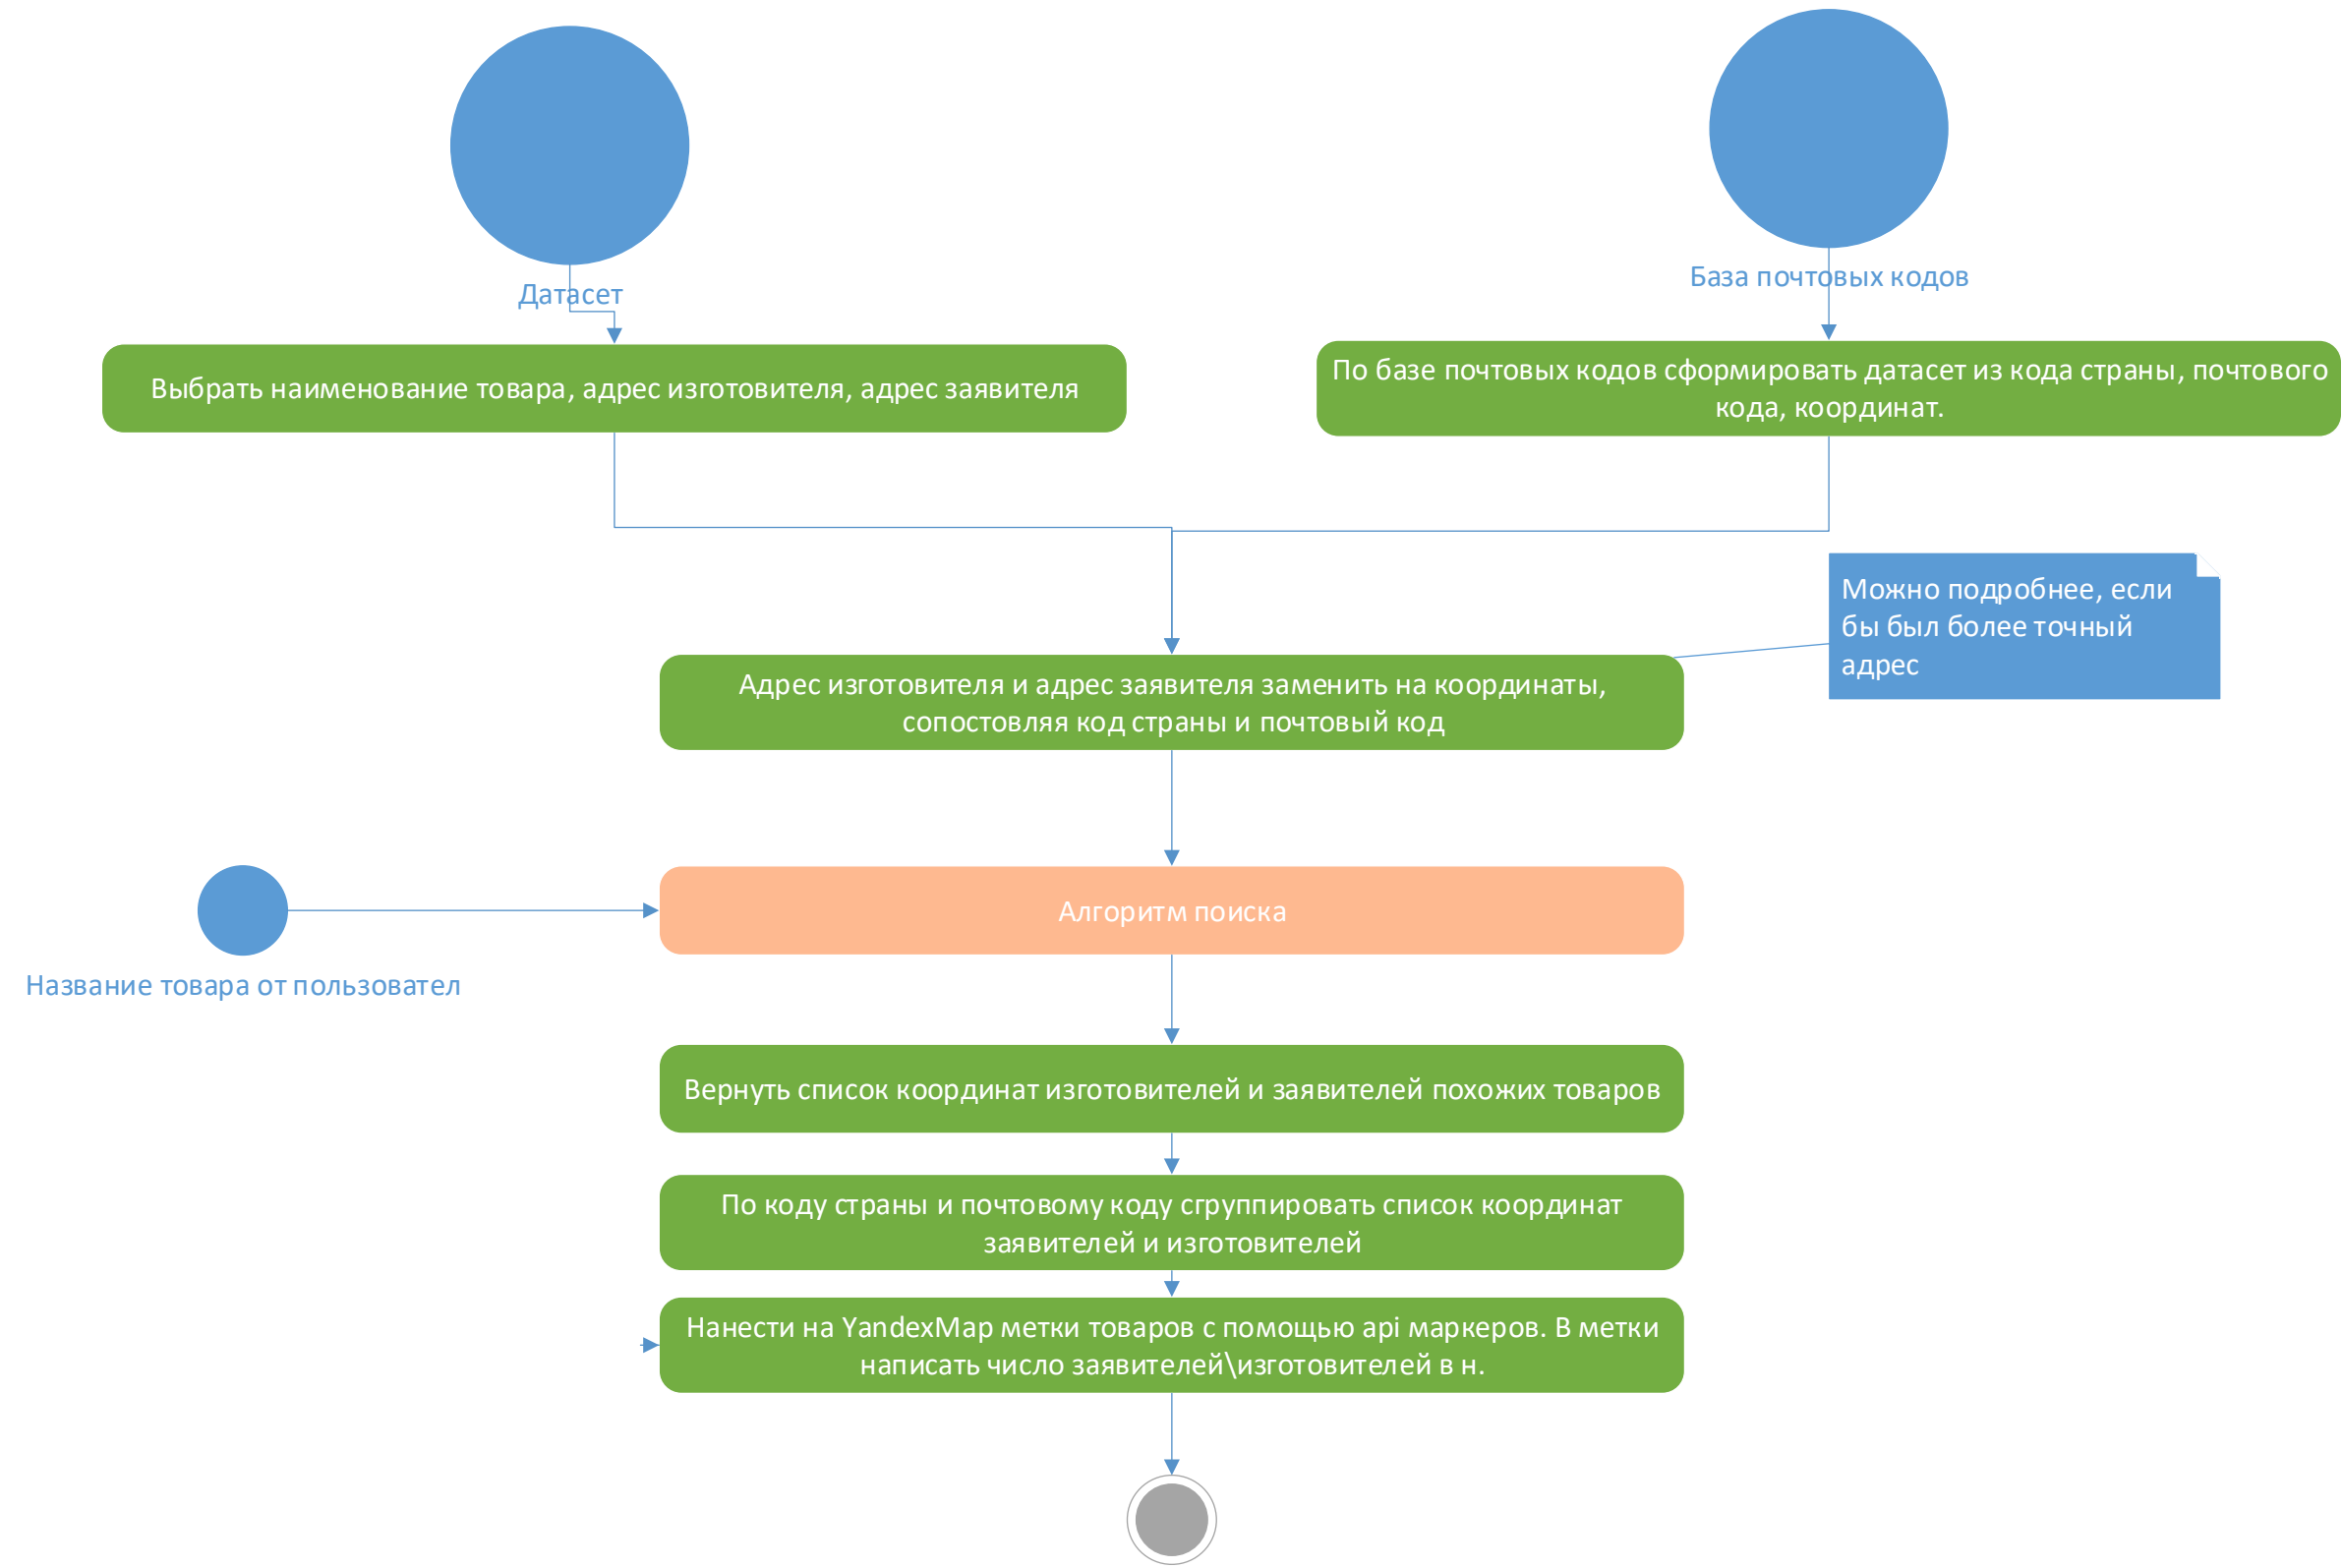 Датасет
База почтовых кодов
Выбрать наименование товара, адрес изготовителя, адрес заявителя
По базе почтовых кодов сформировать датасет из кода страны, почтового
кода, координат.
Можно подробнее, если
бы был более точный
адрес
Адрес изготовителя и адрес заявителя заменить на координаты,
сопостовляя код страны и почтовый код
Алгоритм поиска
Название товара от пользовател
Вернуть список координат изготовителей и заявителей похожих товаров
По коду страны и почтовому коду сгруппировать список координат
заявителей и изготовителей
Нанести на YandexMap метки товаров с помощью api маркеров. В метки
написать число заявителей\изготовителей в н.